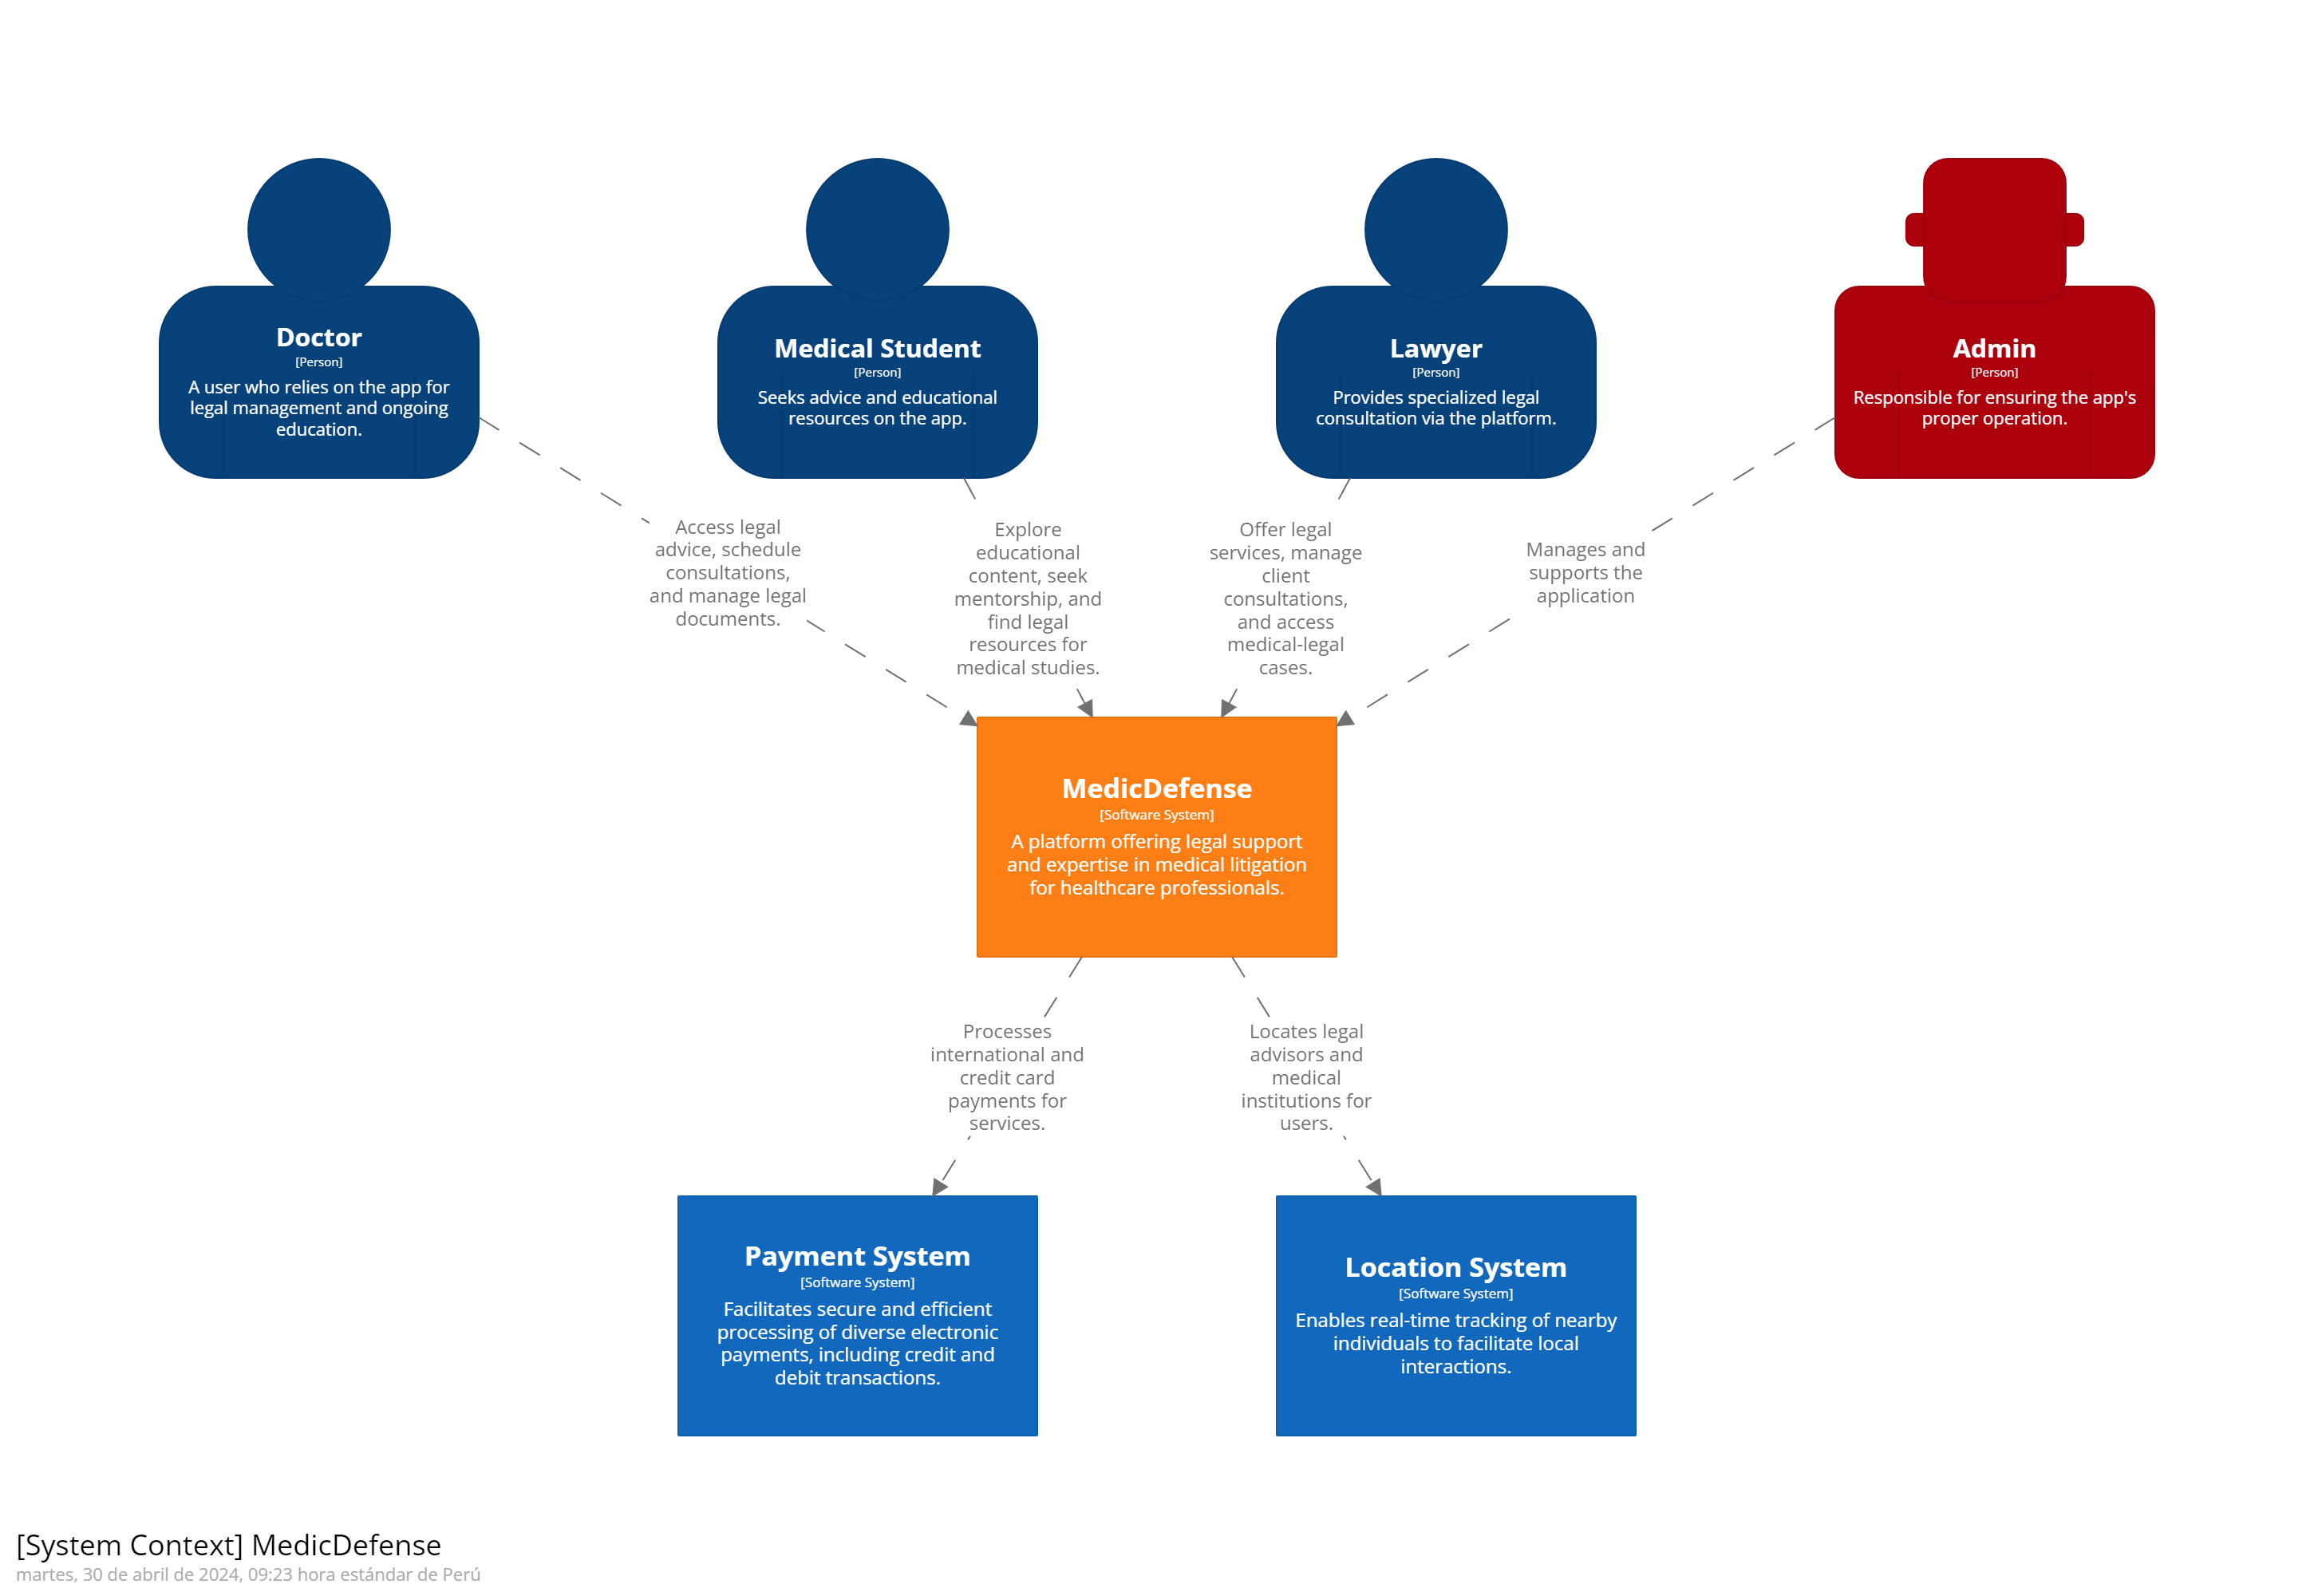 Doctor
[Person]
A user who relies on the app for
legal management and ongoing
education.
Medical Student
[Person]
Seeks advice and educational
resources on the app.
Lawyer
[Person]
Provides specialized legal
consultation via the platform.
Admin
[Person]
Responsible for ensuring the app's
proper operation.
Access legal
advice, schedule
consultations,
and manage legal
documents.
Explore
educational
content, seek
mentorship, and
find legal
resources for
medical studies.
Offer legal
services, manage
client
consultations,
and access
medical-legal
cases.
Manages and
supports the
application
MedicDefense
[Software System]
A platform offering legal support
and expertise in medical litigation
for healthcare professionals.
Processes
international and
credit card
payments for
services.
Locates legal
advisors and
medical
institutions for
users.
Payment System
[Software System]
Facilitates secure and efficient
processing of diverse electronic
payments, including credit and
debit transactions.
Location System
[Software System]
Enables real-time tracking of nearby
individuals to facilitate local
interactions.
[System Context] MedicDefense
martes, 30 de abril de 2024, 09:23 hora estándar de Perú